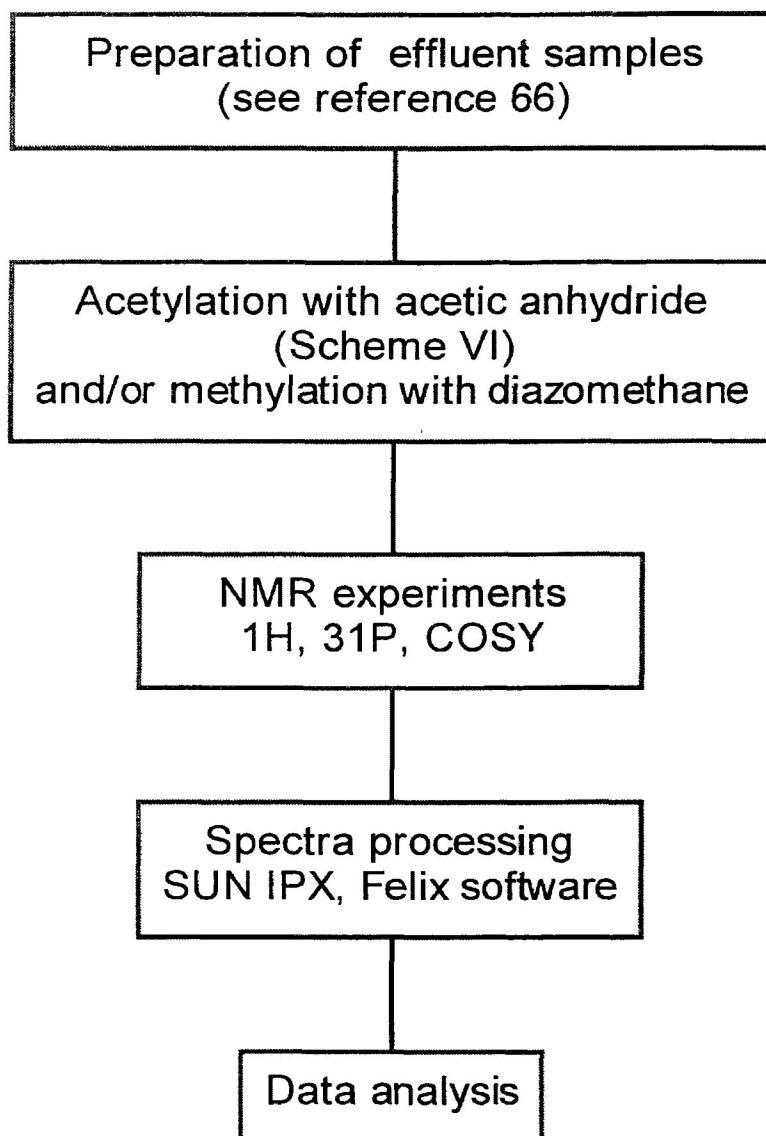 Preparation of effluent samples
(see reference 66)
Acetylation with acetic anhydride
(Scheme VI)
and/or methylation with diazomethane
NMR experiments
1H, 31P, COSY
Spectra processing
SUN IPX, Felix software
Data analysis